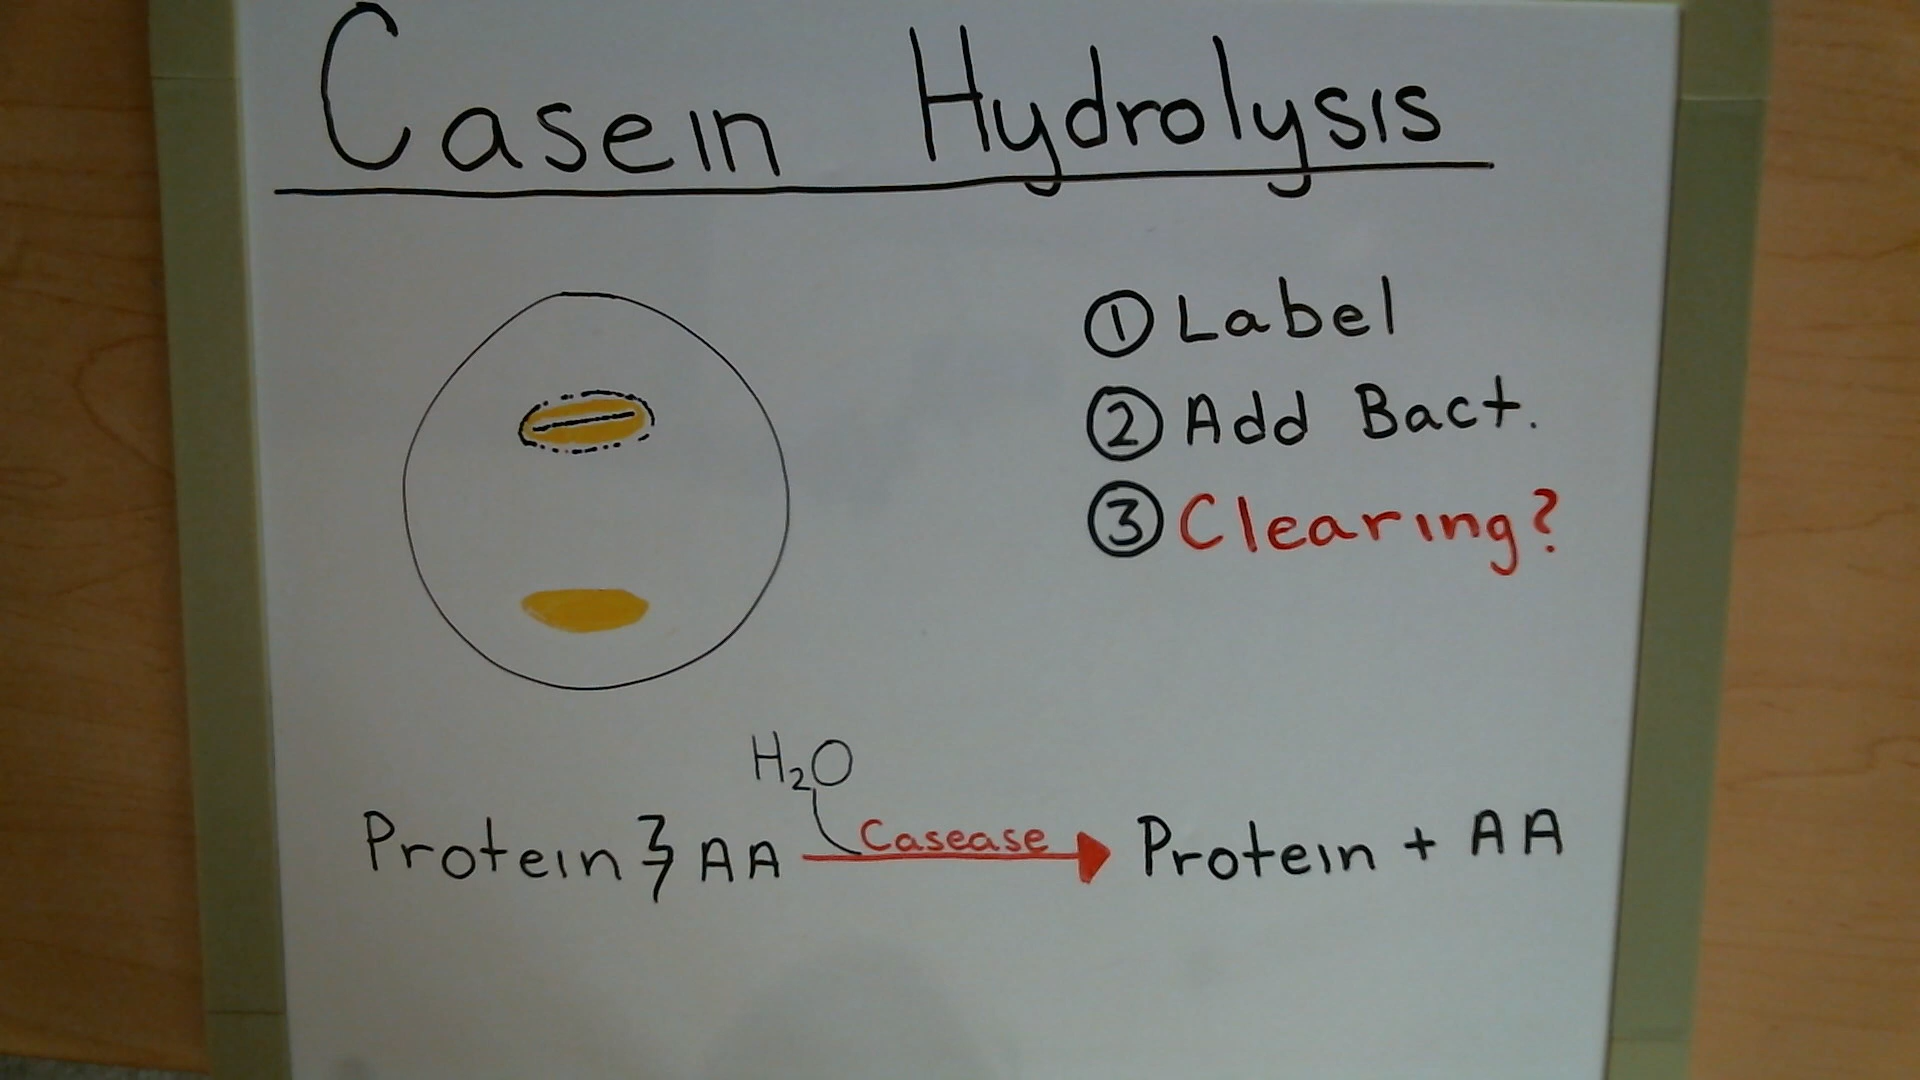 Casein Hydrolysis
① Label
② Add Bact.
③ Clearing?
H₂O
Protein ⸾ AA Casease Protein + AA